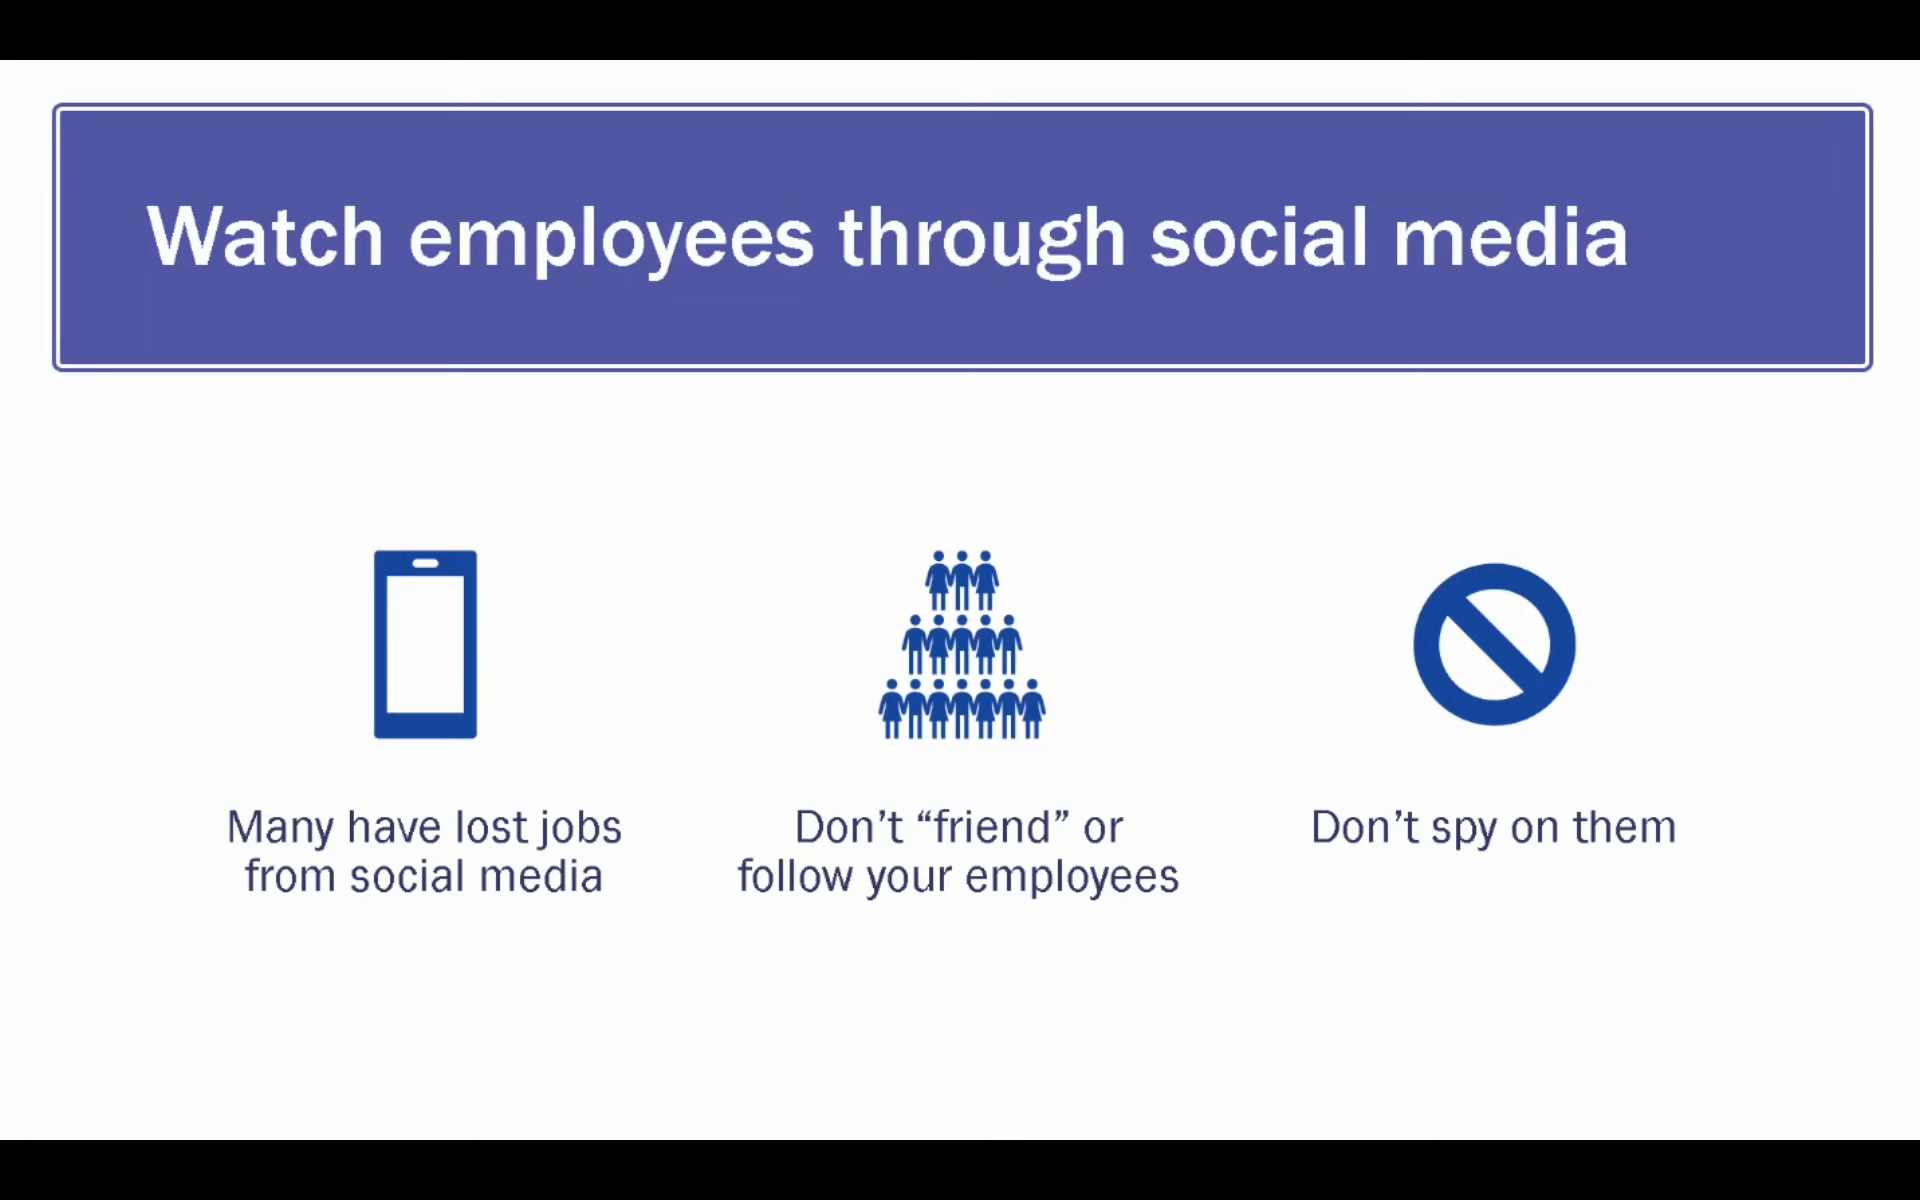 Watch employees through social media
Many have lost jobs
from social media
Don't “friend” or
follow your employees
Don't spy on them